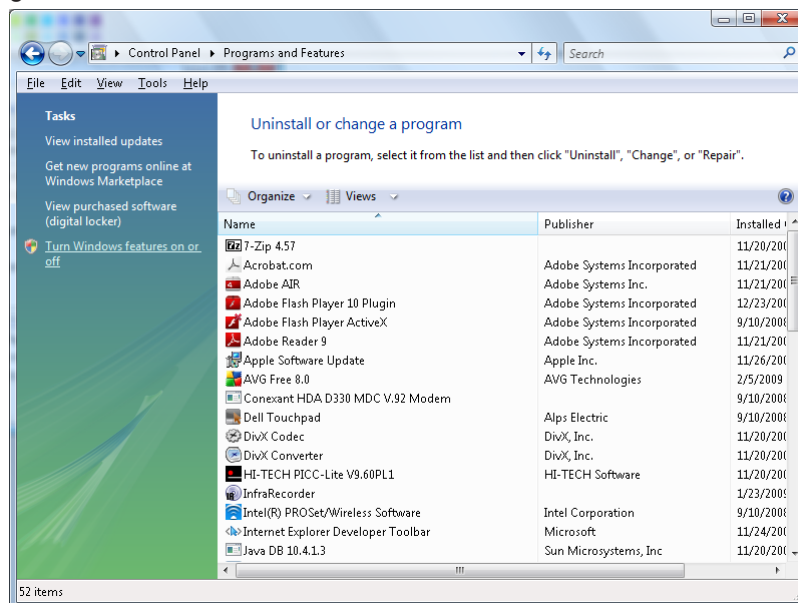 Control Panel Programs and Features Search
File Edit View Tools Help
Tasks
View installed updates
Get new programs online at
Windows Marketplace
View purchased software
(digital locker)
Turn Windows features on or
off
Uninstall or change a program
To uninstall a program, select it from the list and then click "Uninstall", "Change", or "Repair".
Organize Views
Name Publisher Installed
7-Zip 4.57 11/20/200
Acrobat.com Adobe Systems Incorporated 11/21/200
Adobe AIR Adobe Systems Inc. 11/21/200
Adobe Flash Player 10 Plugin Adobe Systems Incorporated 12/23/200
Adobe Flash Player ActiveX Adobe Systems Incorporated 9/10/2008
Adobe Reader 9 Adobe Systems Incorporated 11/21/200
Apple Software Update Apple Inc. 11/26/200
AVG Free 8.0 AVG Technologies 2/5/2009
Conexant HDA D330 MDC V.92 Modem 9/10/2008
Dell Touchpad Alps Electric 9/10/2008
DivX Codec DivX, Inc. 11/20/200
DivX Converter DivX, Inc. 11/20/200
HI-TECH PICC-Lite V9.60PL1 HI-TECH Software 11/20/200
InfraRecorder 1/23/2009
Intel(R) PROSet/Wireless Software Intel Corporation 9/10/2008
Internet Explorer Developer Toolbar Microsoft 11/24/200
Java DB 10.4.1.3 Sun Microsystems, Inc 11/20/200
52 items